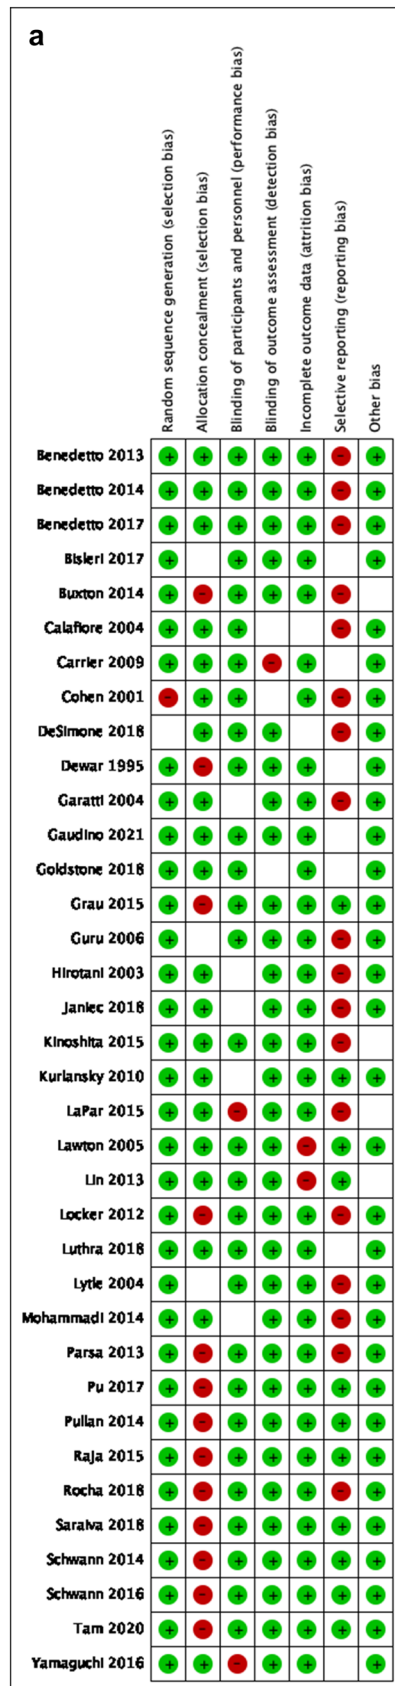 a
Random sequence generation (selection bias)
Allocation concealment (selection bias)
Blinding of participants and personnel (performance bias)
Blinding of outcome assessment (detection bias)
Incomplete outcome data (attrition bias)
Selective reporting (reporting bias)
Other bias
Benedetto 2013 + + + + + - +
Benedetto 2014 + + + + + - +
Benedetto 2017 + + + + + - +
Bisleri 2017 + + + + +
Buxton 2014 + - + + + -
Calafiore 2004 + + + - +
Carrier 2009 + + + - + +
Cohen 2001 - + + + - +
DeSimone 2018 + + + - +
Dewar 1995 + - + + + +
Garatti 2004 + + + + - +
Gaudino 2021 + + + + + +
Goldstone 2018 + + + + +
Grau 2015 + - + + + + +
Guru 2006 + + + + - +
Hirotani 2003 + + + + - +
Janiec 2018 + + + + - +
Kinoshita 2015 + + + + + -
Kurlansky 2010 + + + + + +
LaPar 2015 + + - + + -
Lawton 2005 + + + + - + +
Lin 2013 + + + + - +
Locker 2012 + - + + + - +
Luthra 2018 + + + + + +
Lytle 2004 + + + + - +
Mohammadi 2014 + + + + - +
Parsa 2013 + - + + + - +
Pu 2017 + - + + + + +
Pullan 2014 + - + + + + +
Raja 2015 + - + + + + +
Rocha 2018 + - + + + - +
Saraiva 2018 + - + + + + +
Schwann 2014 + - + + + + +
Schwann 2016 + - + + + + +
Tam 2020 + - + + + + +
Yamaguchi 2016 + + - + + +